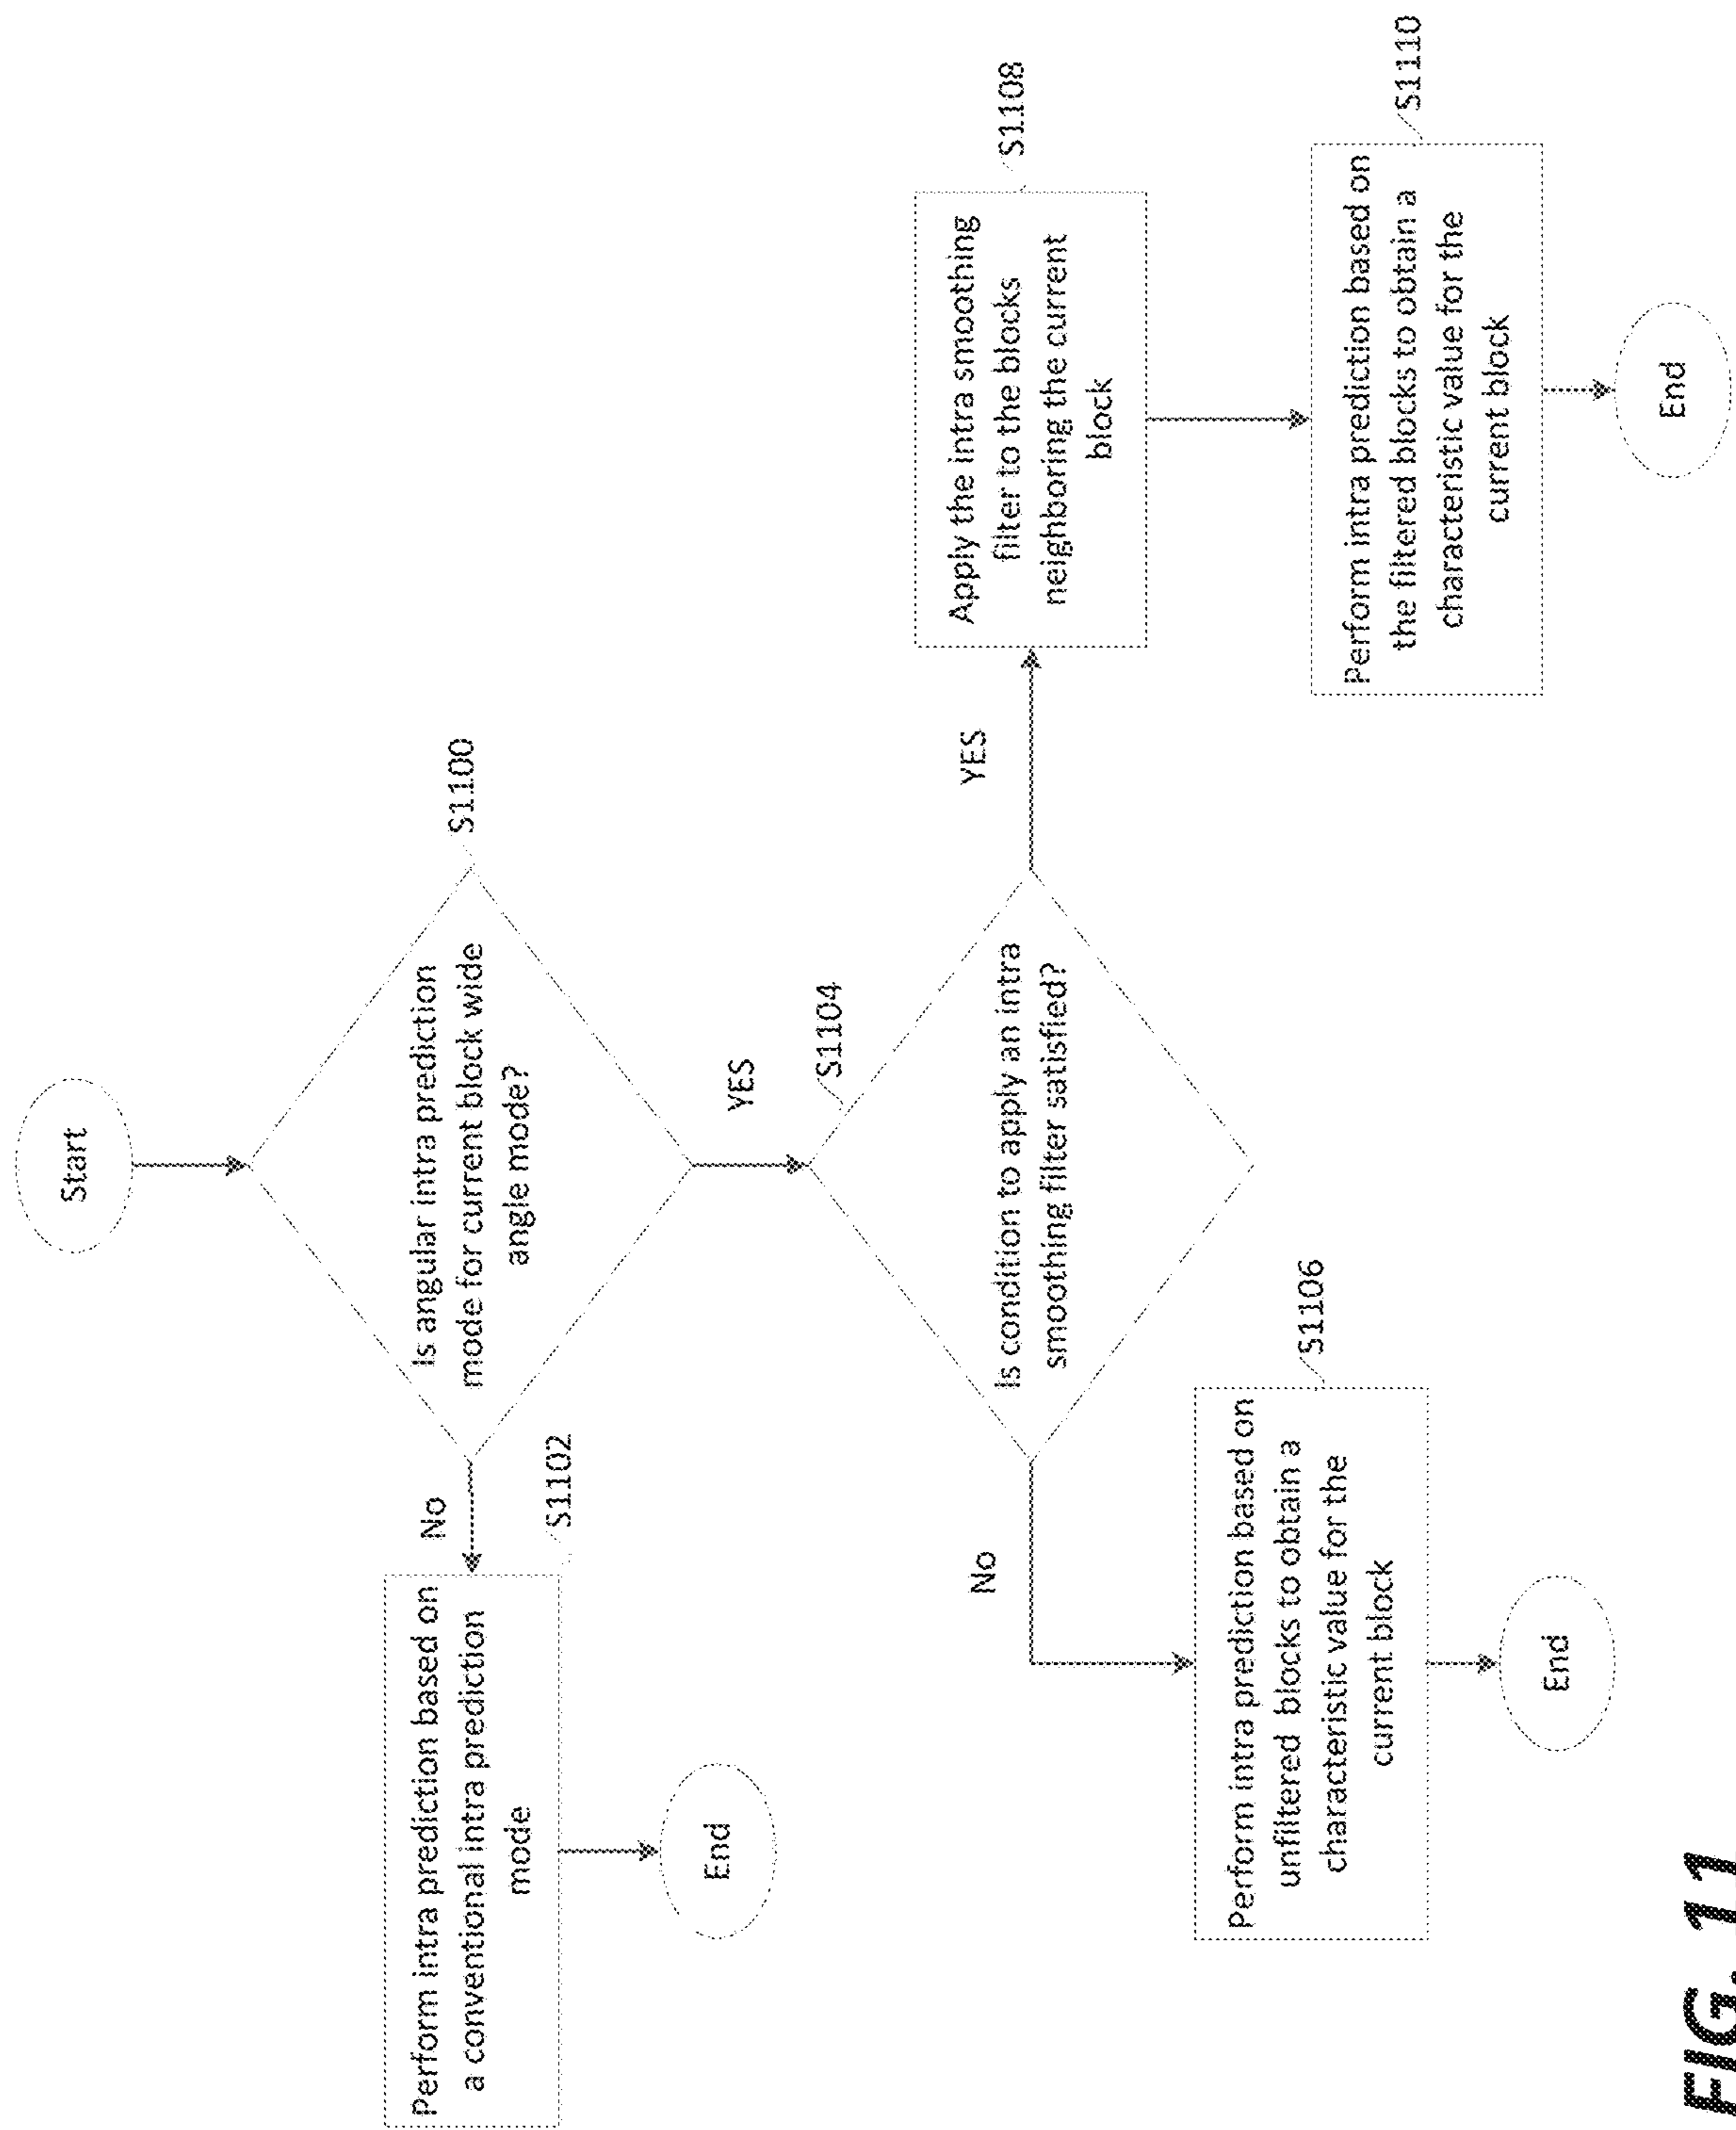 Start
Is angular intra prediction
mode for current block wide
angle mode?
S1100
No
Perform intra prediction based on
a conventional intra prediction
mode
S1102
End
YES
S1104
Is condition to apply an intra
smoothing filter satisfied?
No
Perform intra prediction based on
unfiltered blocks to obtain a
characteristic value for the
current block
S1106
End
YES
Apply the intra smoothing
filter to the blocks
neighboring the current
block
S1108
Perform intra prediction based on
the filtered blocks to obtain a
characteristic value for the
current block
S1110
End
FIG. 11